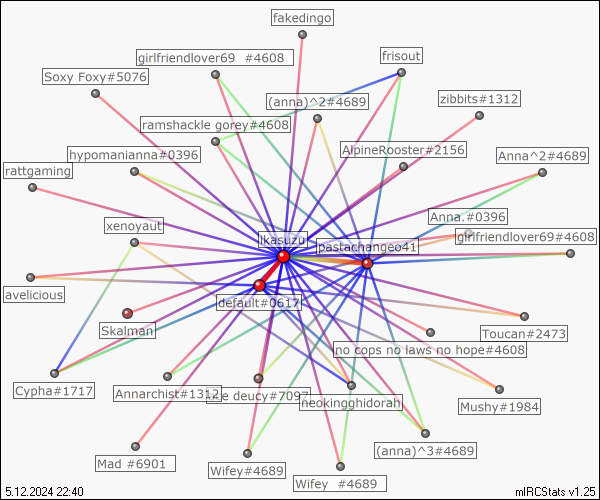 fakedingo
girlfriendlover69 #4608
frisout
Soxy Foxy#5076
(anna)^2#4689
zibbits#1312
ramshackle gorey#4608
AlpineRooster#2156
hypomanianna#0396
Anna^2#4689
rattgaming
Anna.#0396
xenoyaut
girlfriendlover69#4608
ikasuzu
pastachangeo41
avelicious
default#0617
Skalman
Toucan#2473
no cops no laws no hope#4608
Cypha#1717
Annarchist#1312
deucy#7097
neokingghidorah
Mushy#1984
(anna)^3#4689
Mad #6901
Wifey#4689
Wifey #4689
5.12.2024 22:40
mIRCStats v1.25